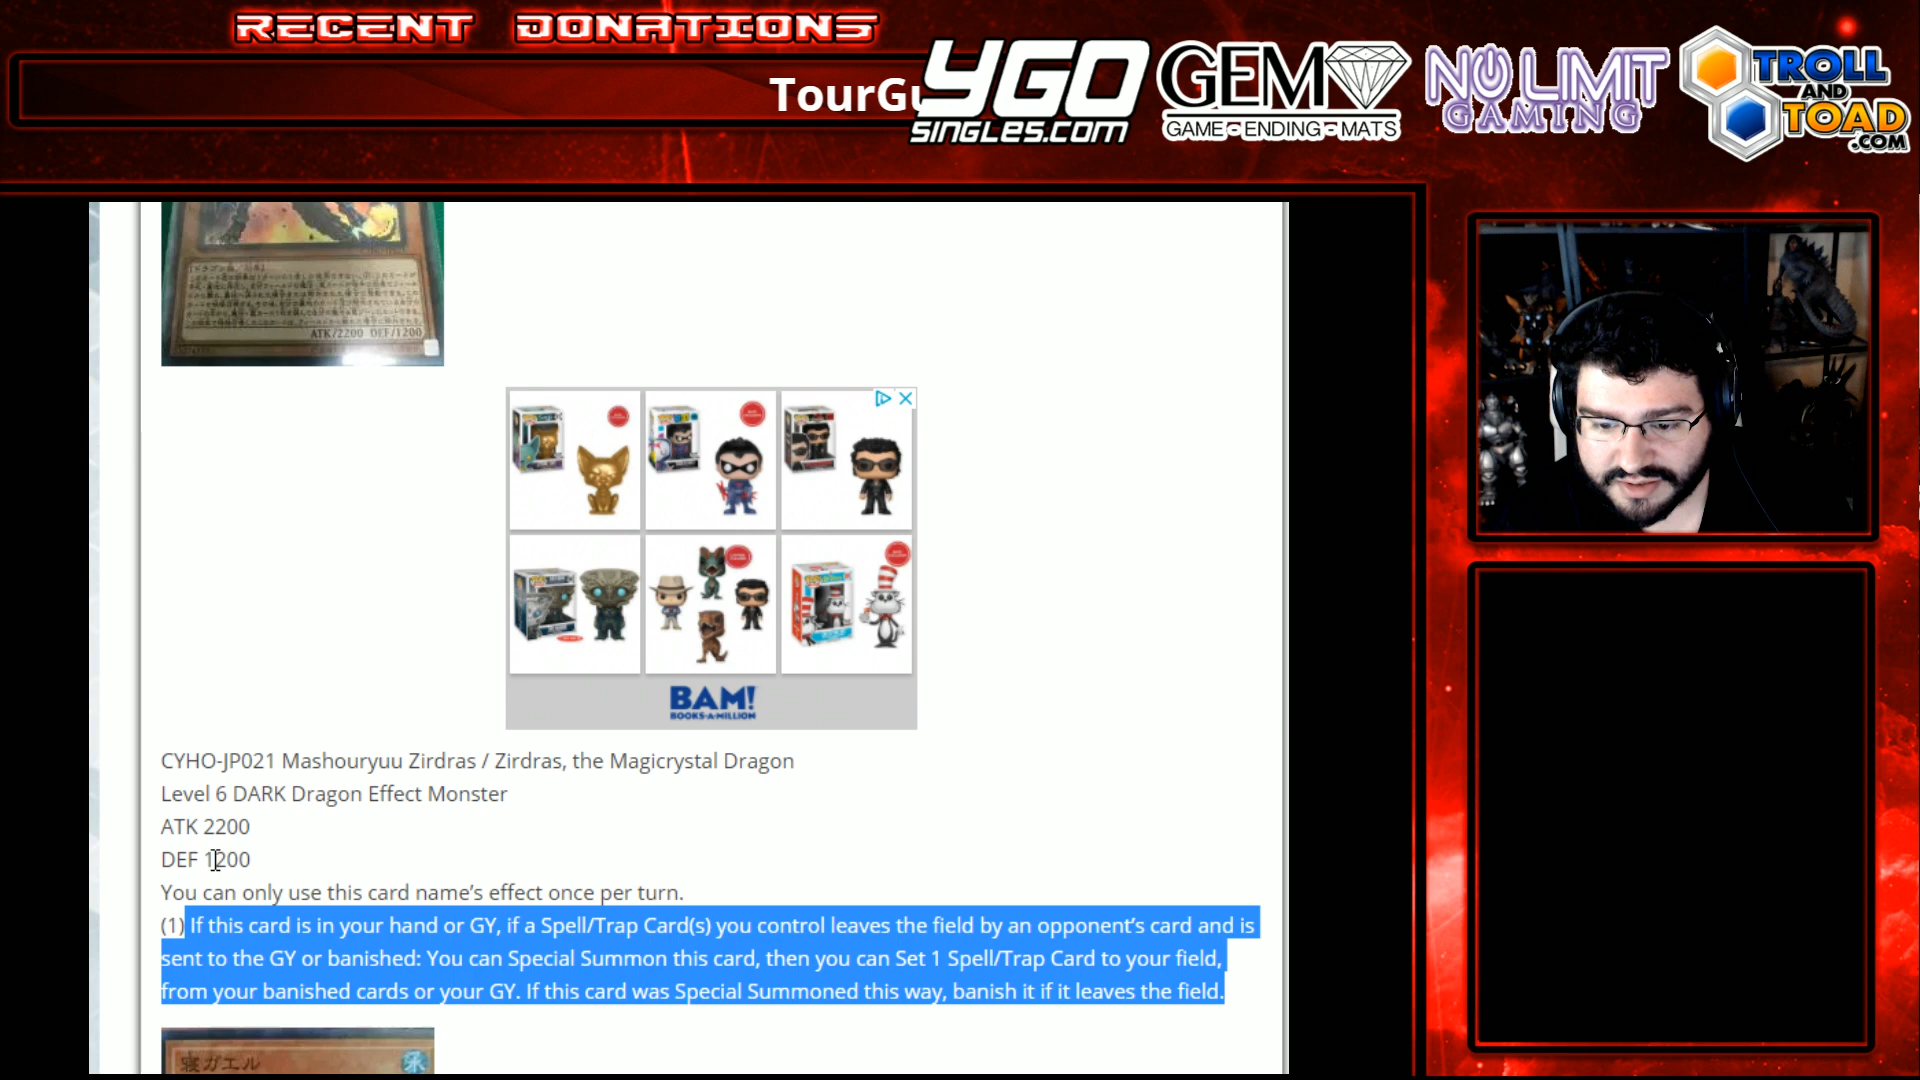 RECENT DONATIONS
TourGu
YGO
SINGLES.COM
GEM
GAME-ENDING-MATS
NO LIMIT
GAMING
TROLL
AND
TOAD
.COM
ATK/2200 DEF/1200
BAM!
BOOKS-A-MILLION
CYHO-JP021 Mashouryuu Zirdras / Zirdras, the Magicrystal Dragon
Level 6 DARK Dragon Effect Monster
ATK 2200
DEF 1200
You can only use this card name's effect once per turn.
(1) If this card is in your hand or GY, if a Spell/Trap Card(s) you control leaves the field by an opponent's card and is
sent to the GY or banished: You can Special Summon this card, then you can Set 1 Spell/Trap Card to your field,
from your banished cards or your GY. If this card was Special Summoned this way, banish it if it leaves the field.
寝ガエル